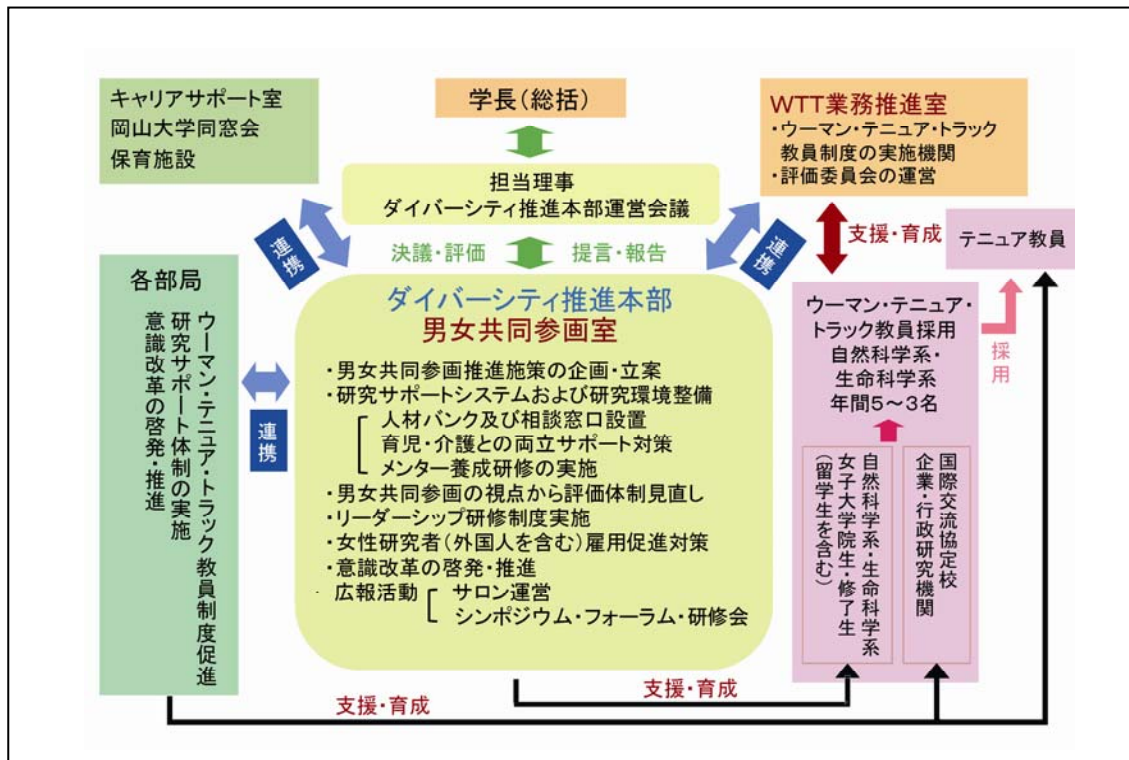 キャリアサポート室
岡山大学同窓会
保育施設
学長(総括)
WTT業務推進室
・ウーマン・テニュア・トラック
教員制度の実施機関
・評価委員会の運営
担当理事
ダイバーシティ推進本部運営会議
連携
連携
決議・評価
提言・報告
支援・育成
テニュア教員
採用
各部局
ウーマン・テニュア・トラック教員制度促進
研究サポート体制の実施
意識改革の啓発・推進
連携
ダイバーシティ推進本部
男女共同参画室
・男女共同参画推進施策の企画・立案
・研究サポートシステムおよび研究環境整備
人材バンク及び相談窓口設置
育児・介護との両立サポート対策
メンター養成研修の実施
・男女共同参画の視点から評価体制見直し
・リーダーシップ研修制度実施
・女性研究者(外国人を含む)雇用促進対策
・意識改革の啓発・推進
・広報活動
サロン運営
シンポジウム・フォーラム・研修会
ウーマン・テニュア・
トラック教員採用
自然科学系・
生命科学系
年間5~3名
自然科学系・生命科学系
女子大学院生・修了生
(留学生を含む)
国際交流協定校
企業・行政研究機関
支援・育成
支援・育成